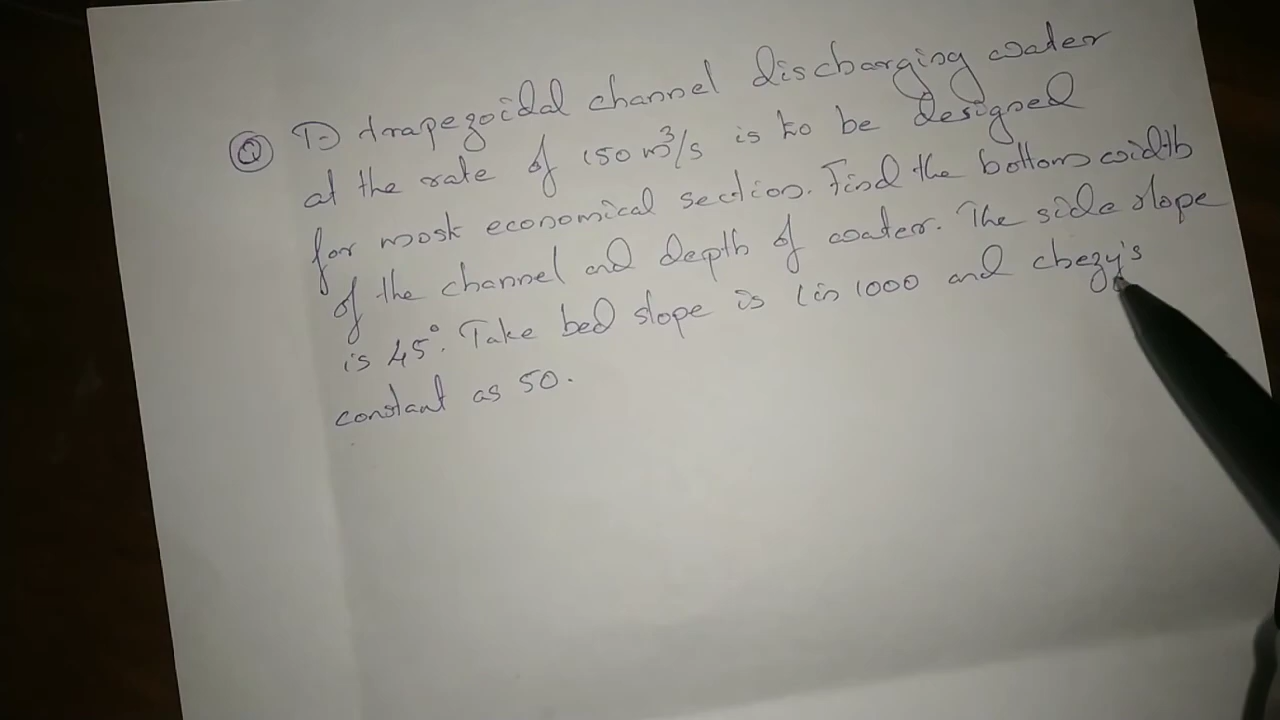 Q A trapezoidal channel discharging water
at the rate of 150 m³/s is to be designed
for most economical section. Find the bottom width
of the channel and depth of water. The side slope
is 45°. Take bed slope is 1 in 1000 and chezy's
constant as 50.